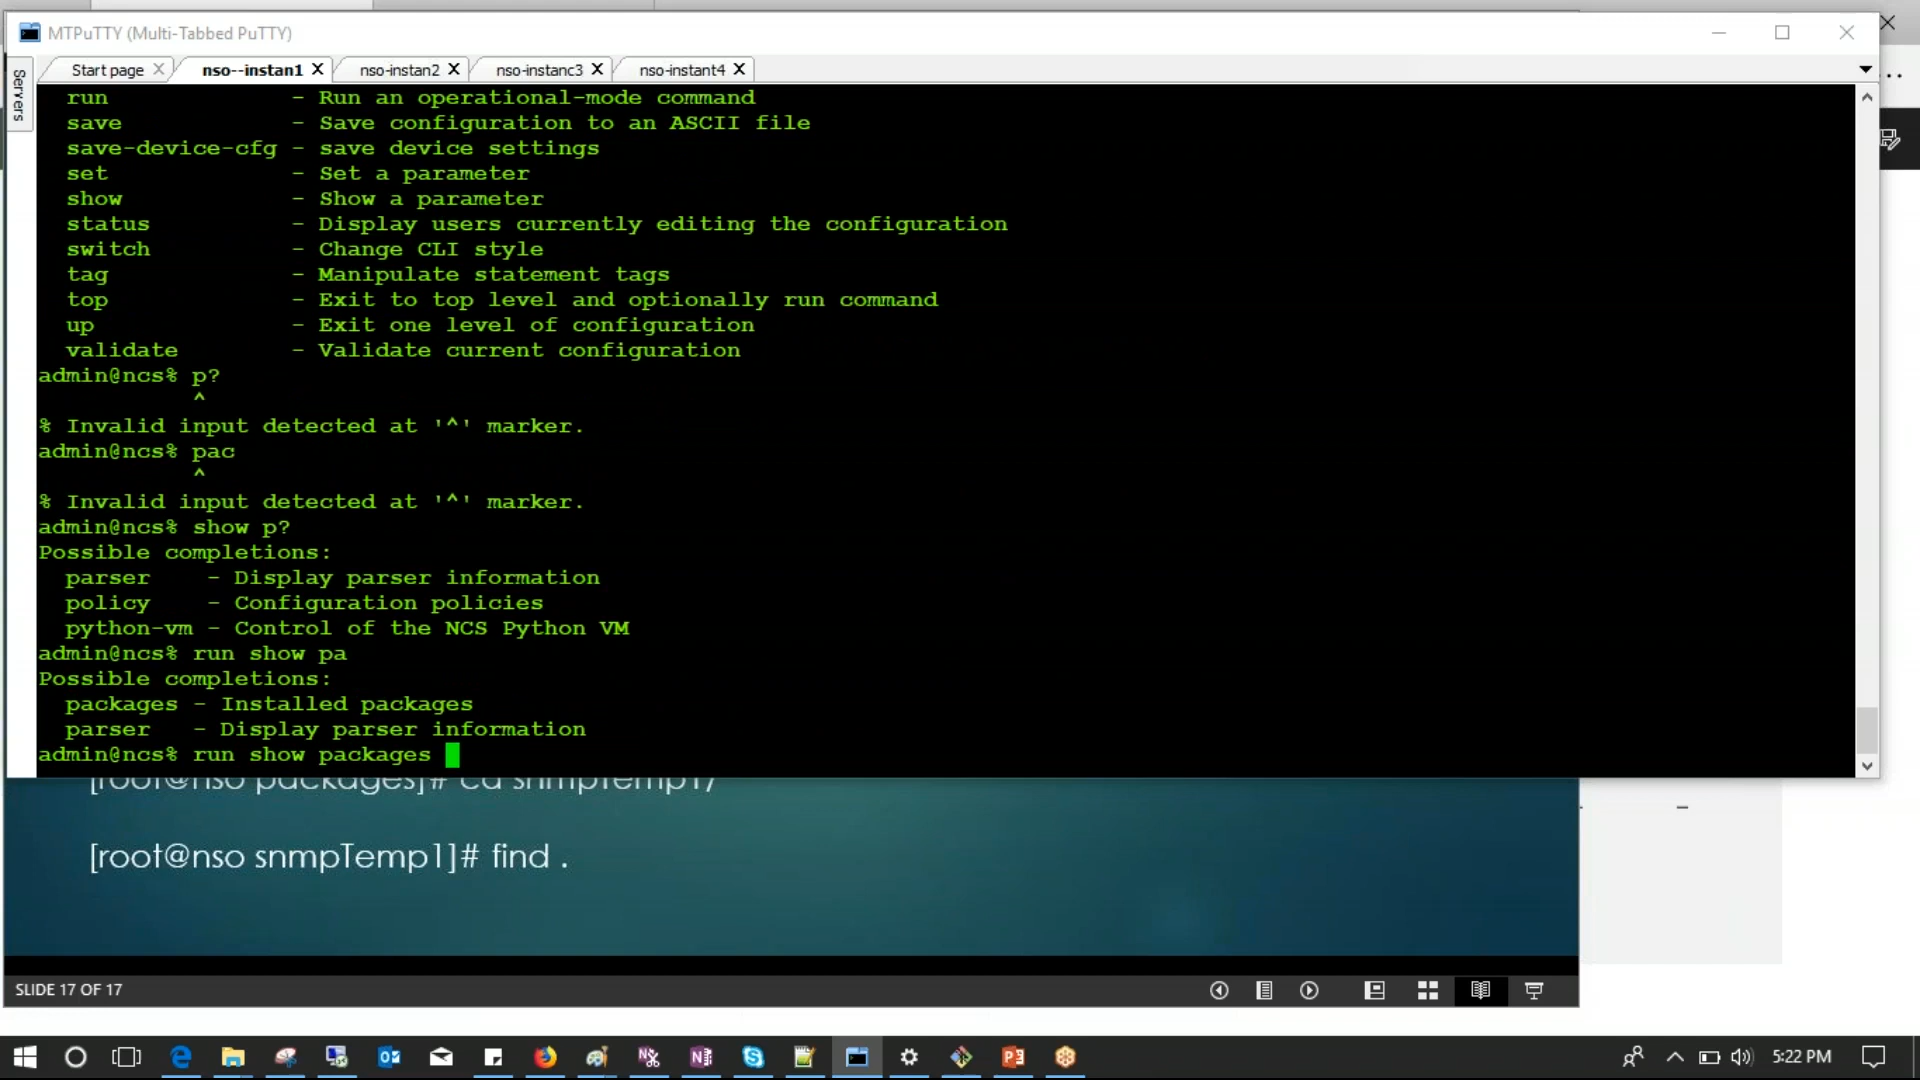 MTPuTTY (Multi-Tabbed PuTTY)
Servers
Start page
nso--instan1
nso-instan2
nso-instanc3
nso-instant4
run - Run an operational-mode command
save - Save configuration to an ASCII file
save-device-cfg - save device settings
set - Set a parameter
show - Show a parameter
status - Display users currently editing the configuration
switch - Change CLI style
tag - Manipulate statement tags
top - Exit to top level and optionally run command
up - Exit one level of configuration
validate - Validate current configuration
admin@ncs% p?
^
% Invalid input detected at '^' marker.
admin@ncs% pac
^
% Invalid input detected at '^' marker.
admin@ncs% show p?
Possible completions:
parser - Display parser information
policy - Configuration policies
python-vm - Control of the NCS Python VM
admin@ncs% run show pa
Possible completions:
packages - Installed packages
parser - Display parser information
admin@ncs% run show packages
[root@nso packages]# cd snmpTemp1/
[root@nso snmpTemp1]# find .
SLIDE 17 OF 17
5:22 PM